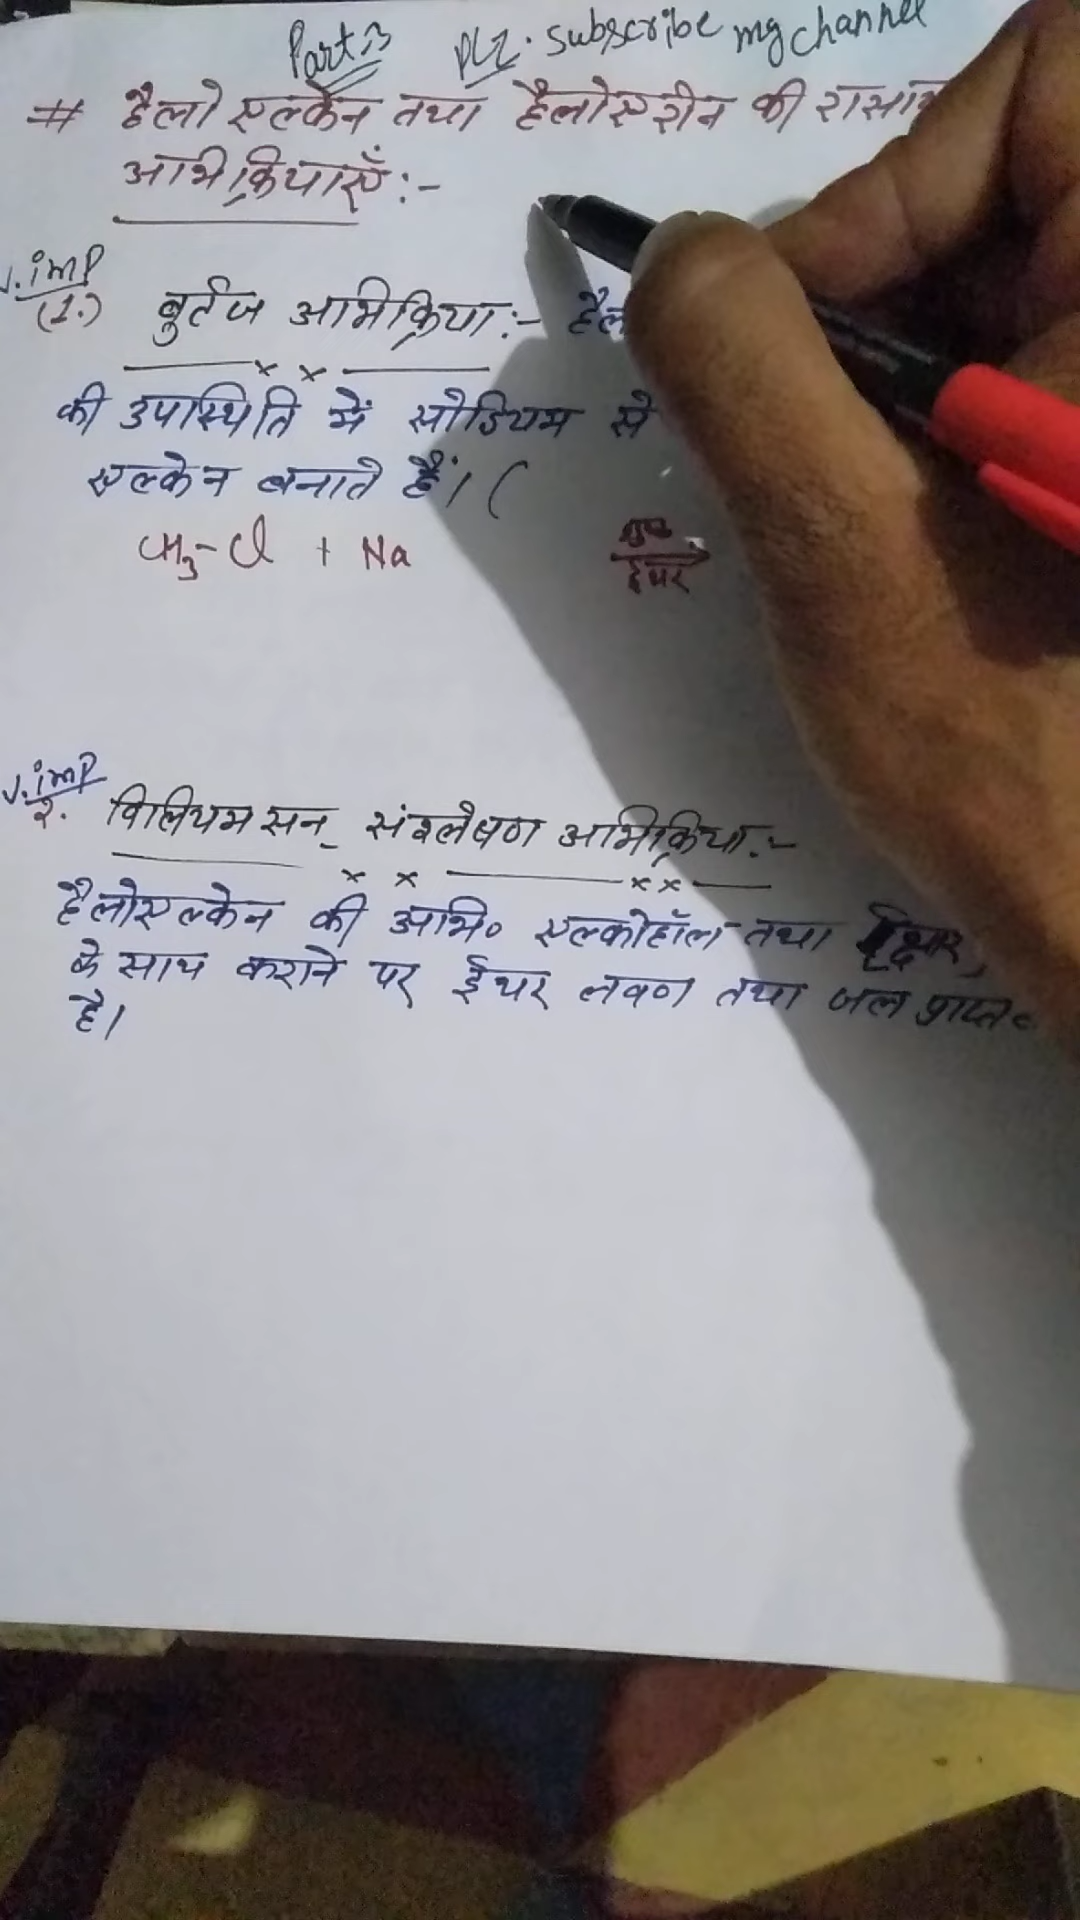 Part:3 PLZ. subscribe my channel
# हैलो एल्केन तथा हैलोएरीन की
अभिक्रियाएँ:-
V. imp
(1.) वुर्टज अभिक्रिया:-
की उपस्थिति में सोडियम से
एल्केन बनाते हैं। (
CH3-Cl + Na शुष्क ईथर
V. imp
2. विलियमसन संश्लेषण अभिक्रिया:-
हैलोएल्केन की अभि० एल्कोहॉल तथा क्षार
के साथ कराने पर ईथर लवण तथा जल प्राप्त
है।